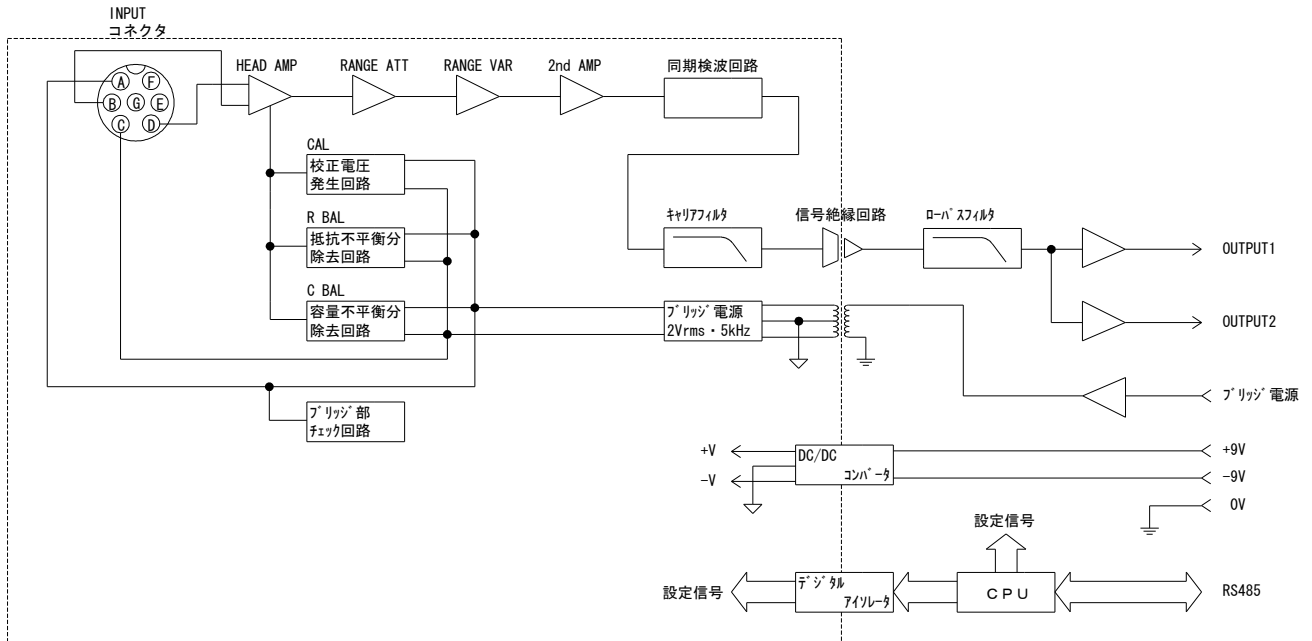 INPUT
コネクタ
HEAD AMP
RANGE ATT
RANGE VAR
2nd AMP
同期検波回路
A
F
B
G
E
C
D
CAL
校正電圧
発生回路
R BAL
抵抗不平衡分
除去回路
C BAL
容量不平衡分
除去回路
ﾌﾞﾘｯｼﾞ部
ﾁｪｯｸ回路
ｷｬﾘｱﾌｨﾙﾀ
信号絶縁回路
ﾛｰﾊﾟｽﾌｨﾙﾀ
OUTPUT1
OUTPUT2
ﾌﾞﾘｯｼﾞ電源
2Vrms・5kHz
ﾌﾞﾘｯｼﾞ電源
+V
-V
DC/DC
ｺﾝﾊﾞｰﾀ
+9V
-9V
0V
設定信号
設定信号
ﾃﾞｼﾞﾀﾙ
ｱｲｿﾚｰﾀ
ＣＰＵ
RS485